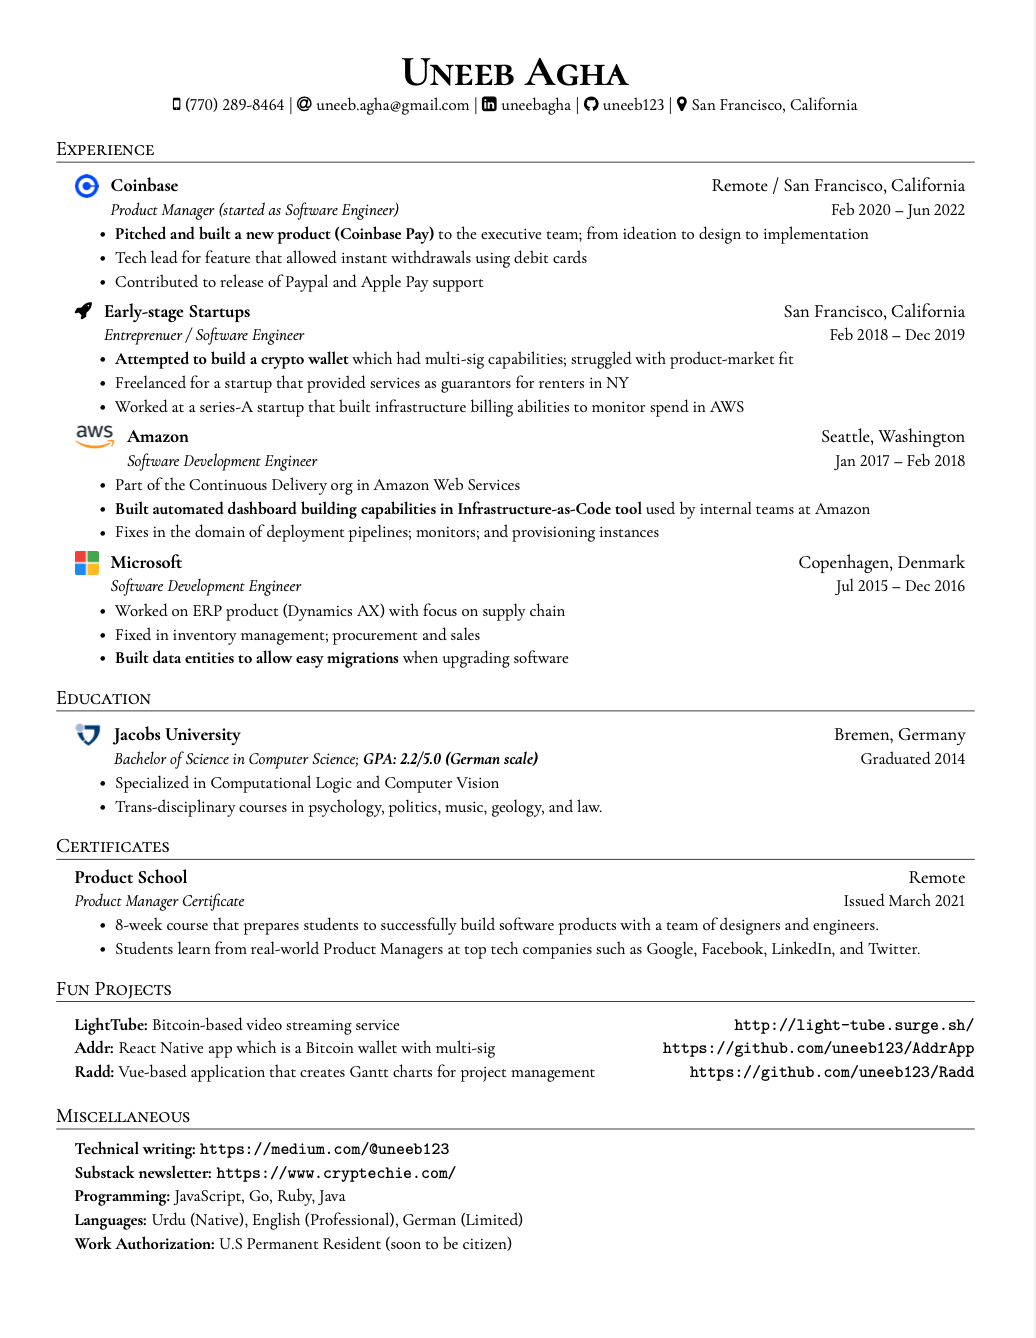 Uneeb Agha
(770) 289-8464 | uneeb.agha@gmail.com | uneebagha | uneeb123 | San Francisco, California
Experience
Coinbase Remote / San Francisco, California
Product Manager (started as Software Engineer) Feb 2020 – Jun 2022
• Pitched and built a new product (Coinbase Pay) to the executive team; from ideation to design to implementation
• Tech lead for feature that allowed instant withdrawals using debit cards
• Contributed to release of Paypal and Apple Pay support
Early-stage Startups San Francisco, California
Entreprenuer / Software Engineer Feb 2018 – Dec 2019
• Attempted to build a crypto wallet which had multi-sig capabilities; struggled with product-market fit
• Freelanced for a startup that provided services as guarantors for renters in NY
• Worked at a series-A startup that built infrastructure billing abilities to monitor spend in AWS
aws Amazon Seattle, Washington
Software Development Engineer Jan 2017 – Feb 2018
• Part of the Continuous Delivery org in Amazon Web Services
• Built automated dashboard building capabilities in Infrastructure-as-Code tool used by internal teams at Amazon
• Fixes in the domain of deployment pipelines; monitors; and provisioning instances
Microsoft Copenhagen, Denmark
Software Development Engineer Jul 2015 – Dec 2016
• Worked on ERP product (Dynamics AX) with focus on supply chain
• Fixed in inventory management; procurement and sales
• Built data entities to allow easy migrations when upgrading software
Education
Jacobs University Bremen, Germany
Bachelor of Science in Computer Science; GPA: 2.2/5.0 (German scale) Graduated 2014
• Specialized in Computational Logic and Computer Vision
• Trans-disciplinary courses in psychology, politics, music, geology, and law.
Certificates
Product School Remote
Product Manager Certificate Issued March 2021
• 8-week course that prepares students to successfully build software products with a team of designers and engineers.
• Students learn from real-world Product Managers at top tech companies such as Google, Facebook, LinkedIn, and Twitter.
Fun Projects
LightTube: Bitcoin-based video streaming service http://light-tube.surge.sh/
Addr: React Native app which is a Bitcoin wallet with multi-sig https://github.com/uneeb123/AddrApp
Radd: Vue-based application that creates Gantt charts for project management https://github.com/uneeb123/Radd
Miscellaneous
Technical writing: https://medium.com/@uneeb123
Substack newsletter: https://www.cryptechie.com/
Programming: JavaScript, Go, Ruby, Java
Languages: Urdu (Native), English (Professional), German (Limited)
Work Authorization: U.S Permanent Resident (soon to be citizen)